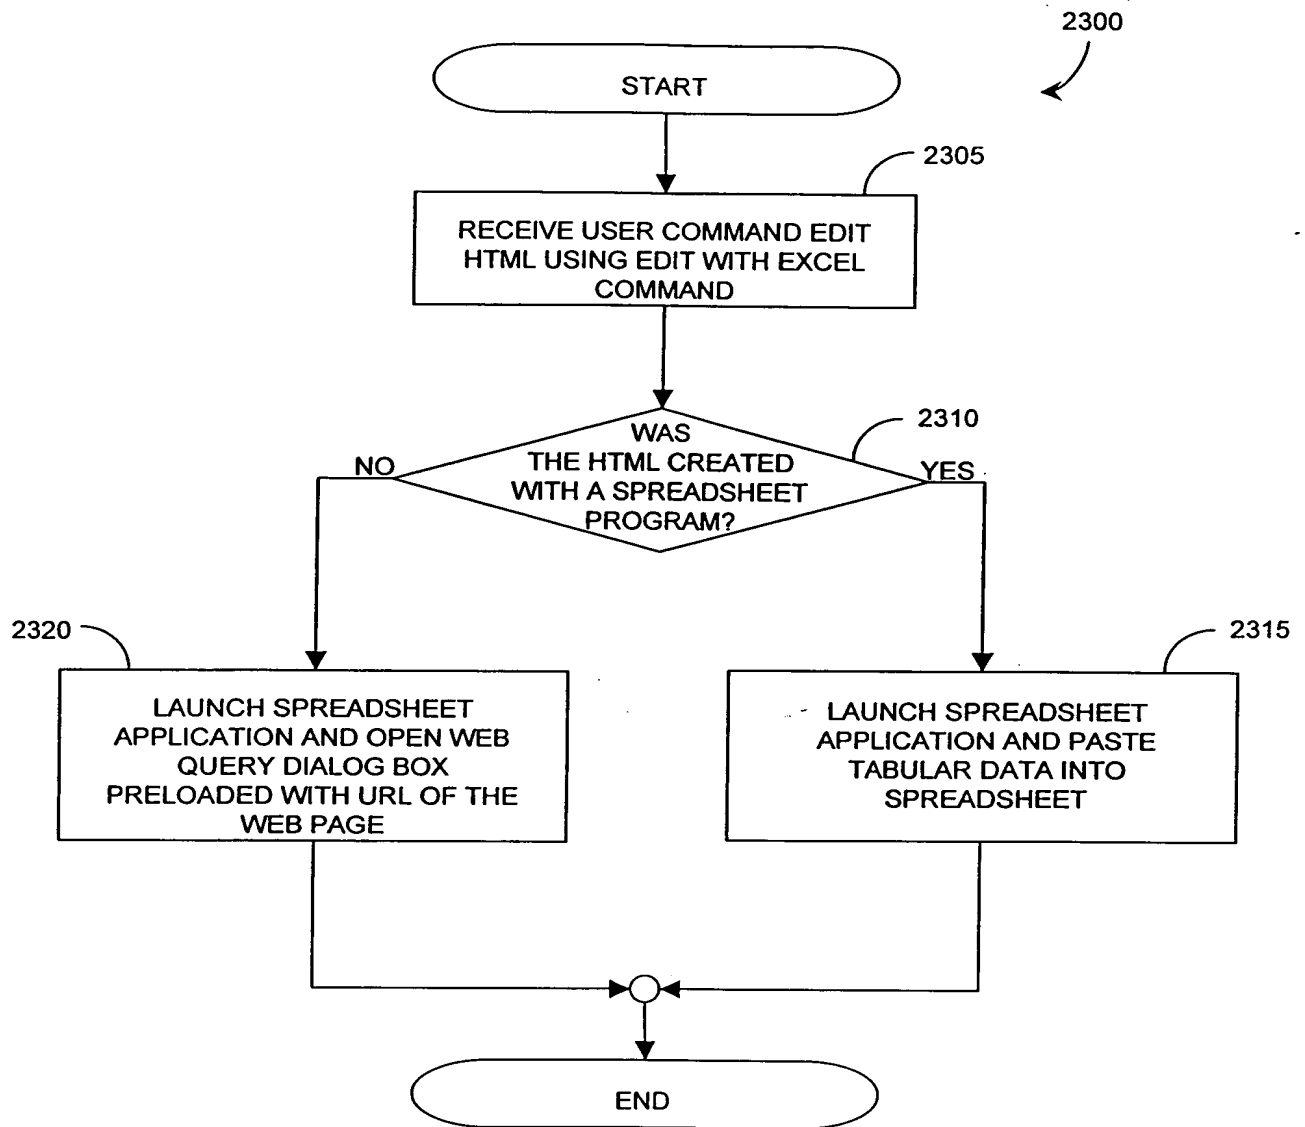 2300
START
2305
RECEIVE USER COMMAND EDIT
HTML USING EDIT WITH EXCEL
COMMAND
2310
WAS
THE HTML CREATED
WITH A SPREADSHEET
PROGRAM?
NO
YES
2320
2315
LAUNCH SPREADSHEET
APPLICATION AND OPEN WEB
QUERY DIALOG BOX
PRELOADED WITH URL OF THE
WEB PAGE
LAUNCH SPREADSHEET
APPLICATION AND PASTE
TABULAR DATA INTO
SPREADSHEET
END